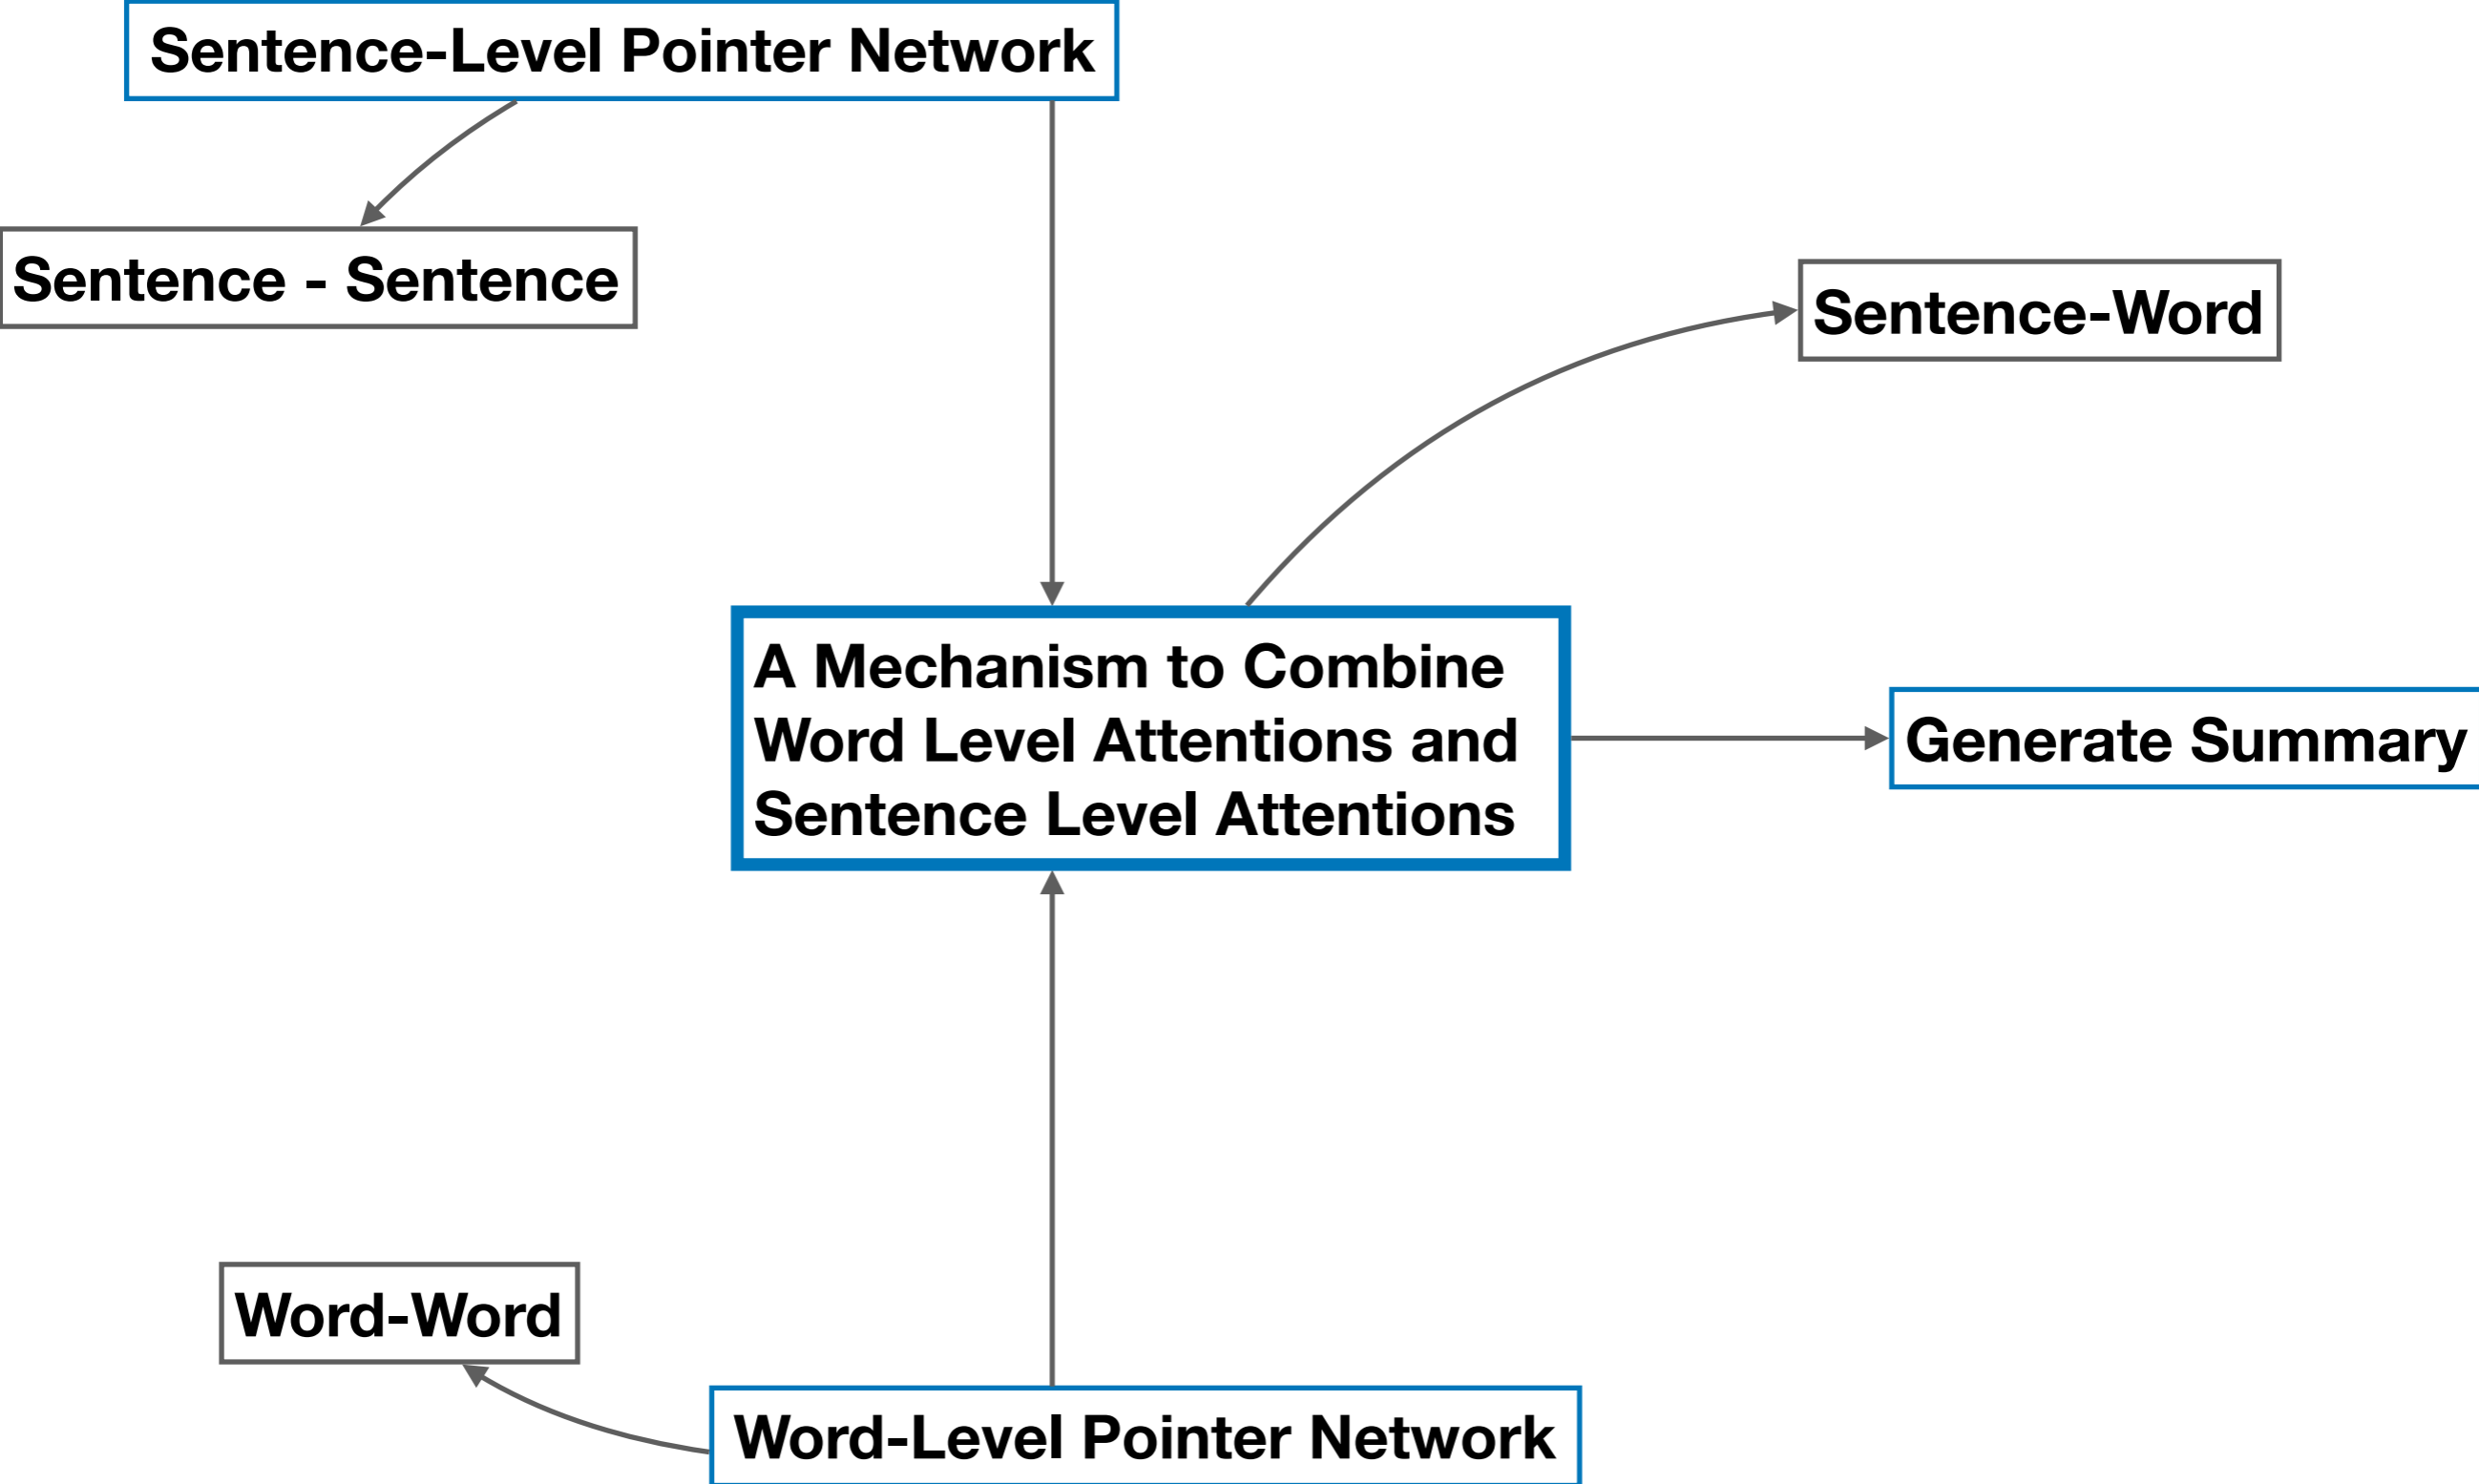 Sentence-Level Pointer Network
Sentence - Sentence
Sentence-Word
A Mechanism to Combine
Word Level Attentions and
Sentence Level Attentions
Generate Summary
Word-Word
Word-Level Pointer Network